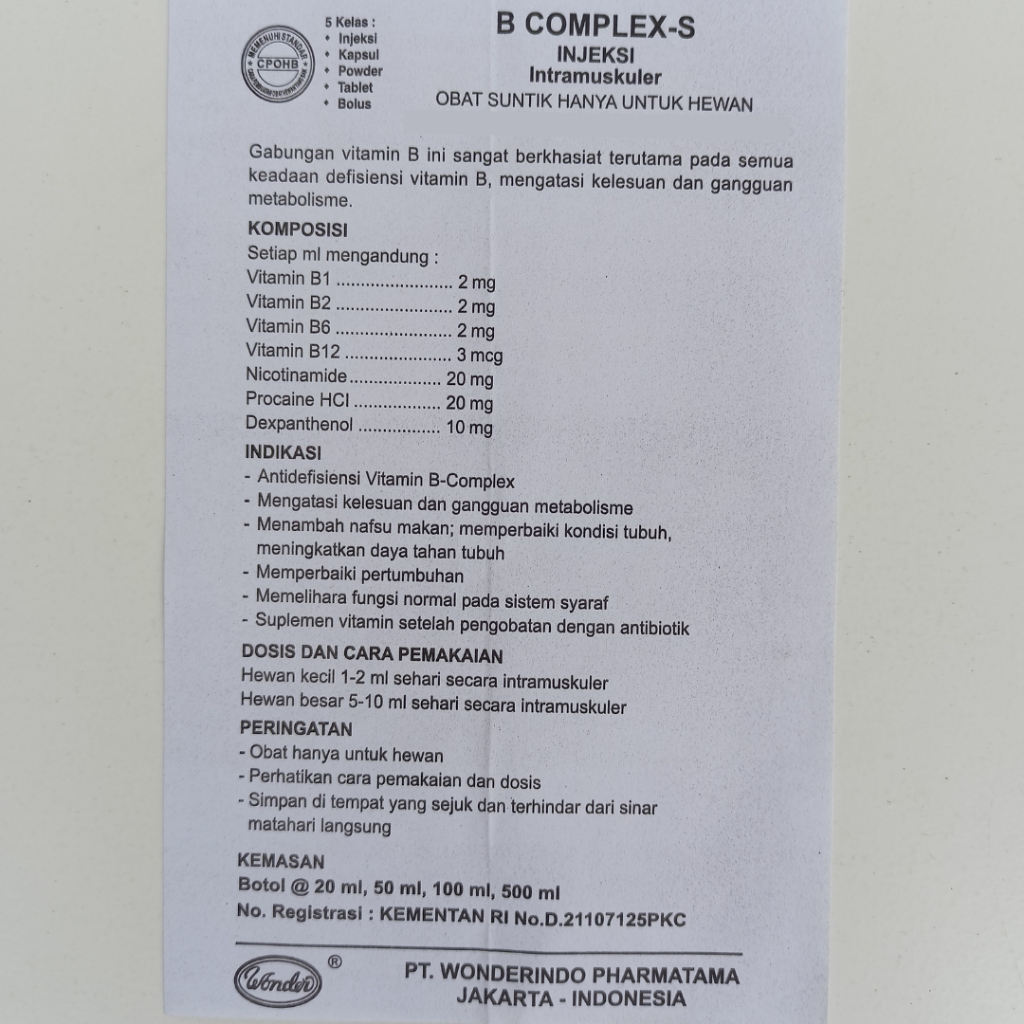 MEMENUHI STANDAR
CPOHB
5 Kelas :
• Injeksi
• Kapsul
• Powder
• Tablet
• Bolus
B COMPLEX-S
INJEKSI
Intramuskuler
OBAT SUNTIK HANYA UNTUK HEWAN
Gabungan vitamin B ini sangat berkhasiat terutama pada semua
keadaan defisiensi vitamin B, mengatasi kelesuan dan gangguan
metabolisme.
KOMPOSISI
Setiap ml mengandung :
Vitamin B1 ........................ 2 mg
Vitamin B2 ........................ 2 mg
Vitamin B6 ........................ 2 mg
Vitamin B12 ...................... 3 mcg
Nicotinamide ................... 20 mg
Procaine HCl .................. 20 mg
Dexpanthenol ................. 10 mg
INDIKASI
- Antidefisiensi Vitamin B-Complex
- Mengatasi kelesuan dan gangguan metabolisme
- Menambah nafsu makan; memperbaiki kondisi tubuh,
meningkatkan daya tahan tubuh
- Memperbaiki pertumbuhan
- Memelihara fungsi normal pada sistem syaraf
- Suplemen vitamin setelah pengobatan dengan antibiotik
DOSIS DAN CARA PEMAKAIAN
Hewan kecil 1-2 ml sehari secara intramuskuler
Hewan besar 5-10 ml sehari secara intramuskuler
PERINGATAN
- Obat hanya untuk hewan
- Perhatikan cara pemakaian dan dosis
- Simpan di tempat yang sejuk dan terhindar dari sinar
matahari langsung
KEMASAN
Botol @ 20 ml, 50 ml, 100 ml, 500 ml
No. Registrasi : KEMENTAN RI No.D.21107125PKC
Wonder ®
PT. WONDERINDO PHARMATAMA
JAKARTA - INDONESIA